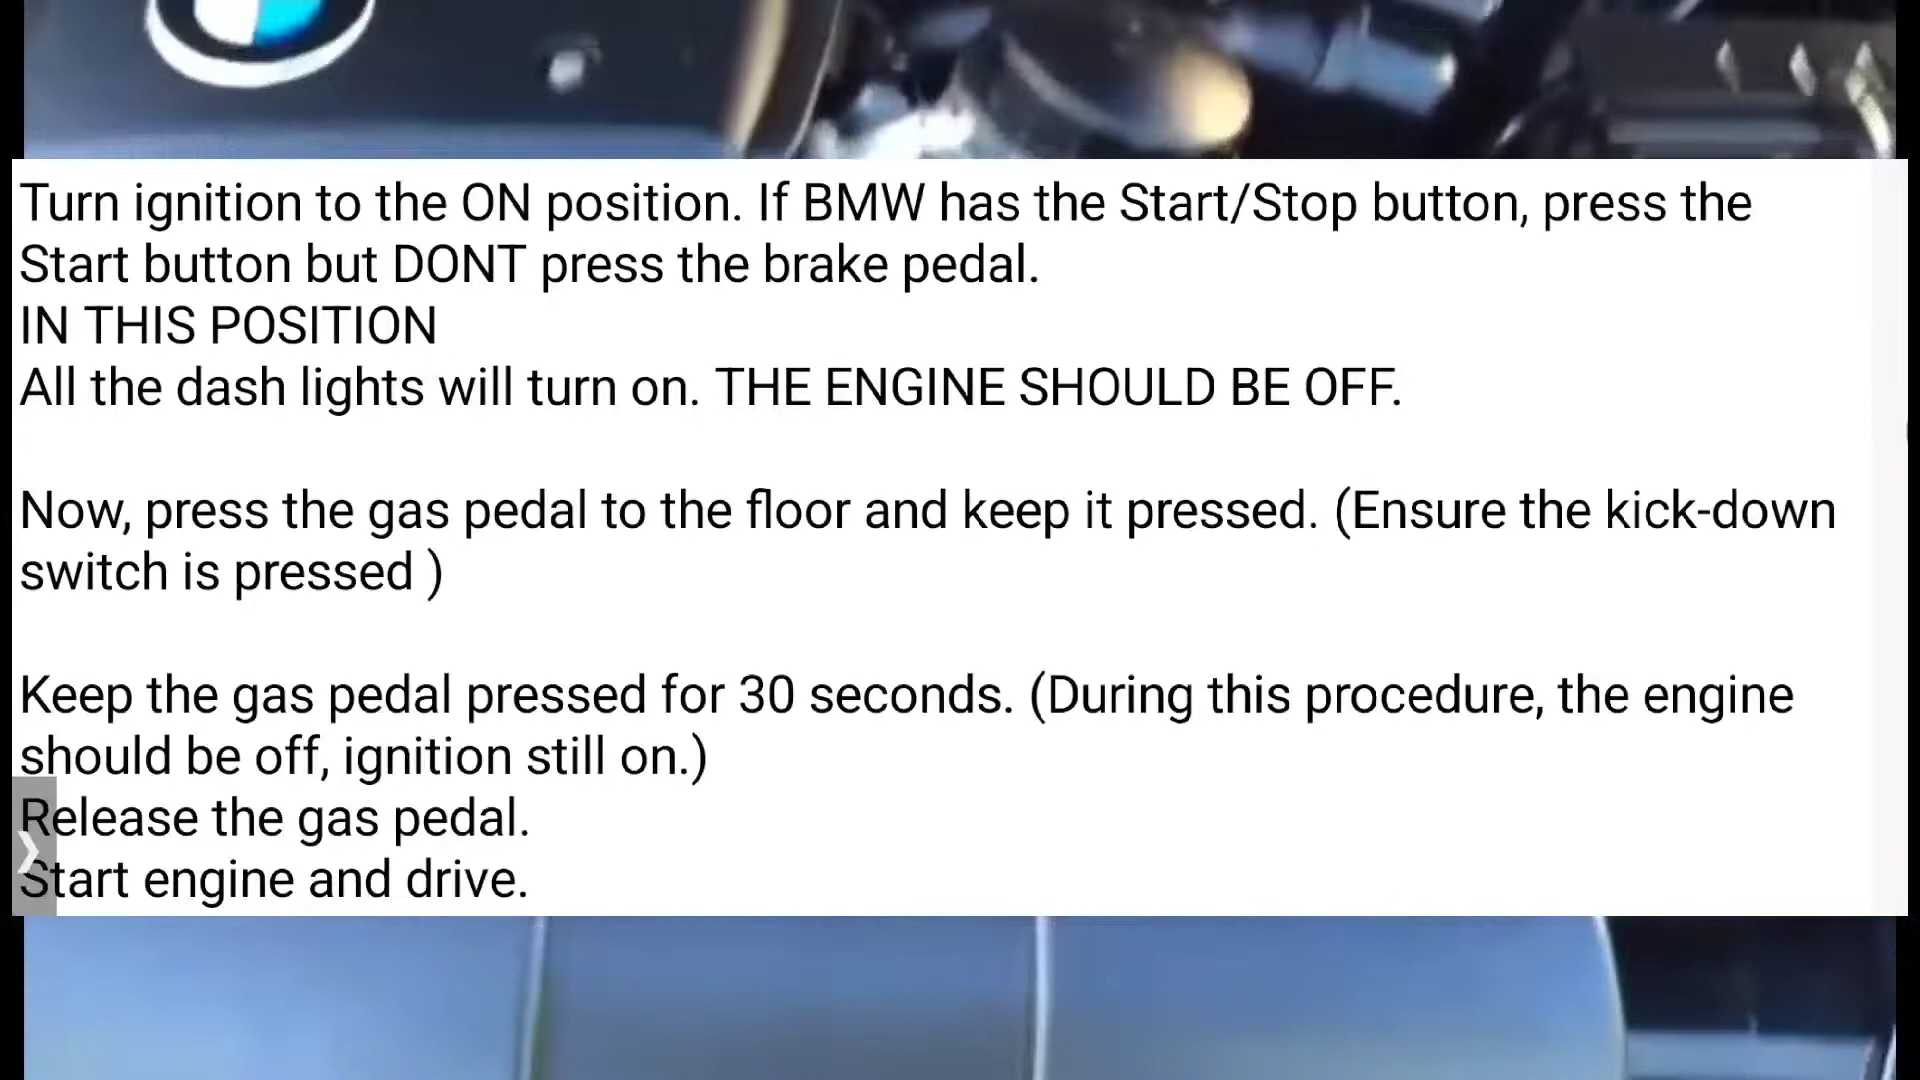 Turn ignition to the ON position. If BMW has the Start/Stop button, press the
Start button but DONT press the brake pedal.
IN THIS POSITION
All the dash lights will turn on. THE ENGINE SHOULD BE OFF.
Now, press the gas pedal to the floor and keep it pressed. (Ensure the kick-down
switch is pressed )
Keep the gas pedal pressed for 30 seconds. (During this procedure, the engine
should be off, ignition still on.)
Release the gas pedal.
Start engine and drive.